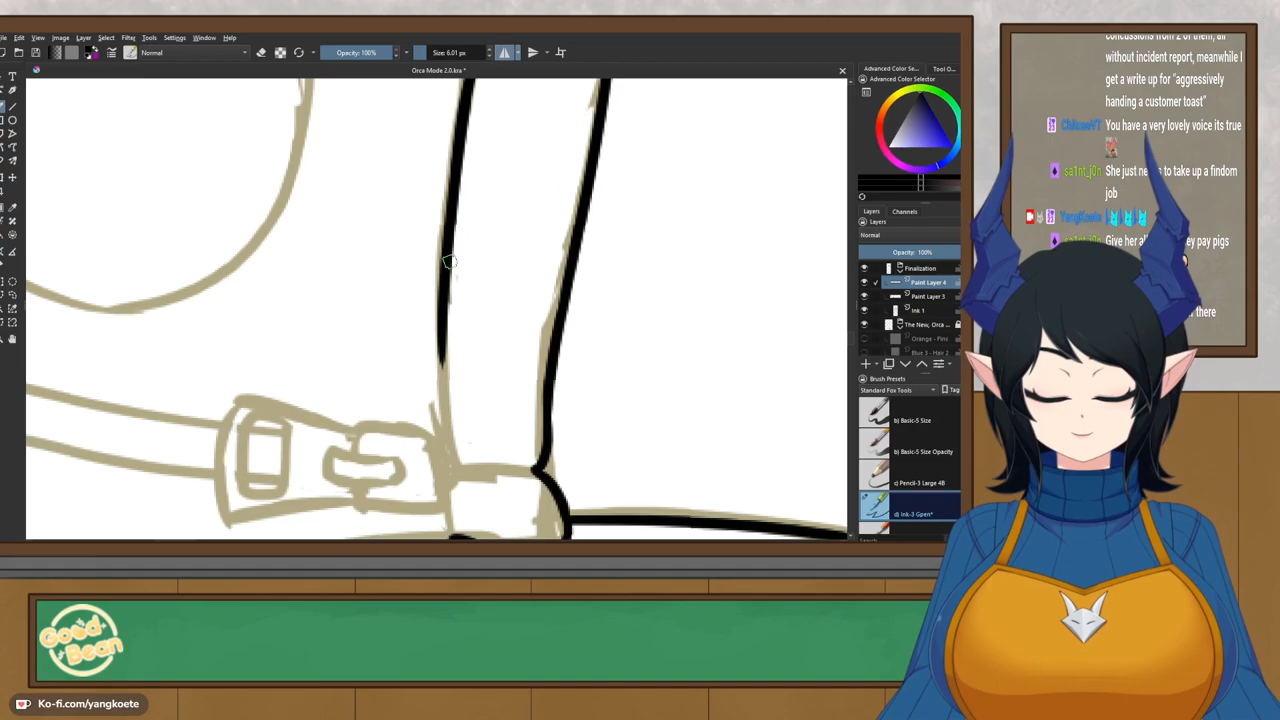 File Edit View Image Layer Select Filter Tools Settings Window Help
Normal
Opacity: 100%
Size: 6.01 px
Orca Mode 2.0.kra *
Advanced Color Se...
Tool O...
Advanced Color Selector
Layers
Channels
Layers
Normal
Opacity: 100%
Finalization
Paint Layer 4
Paint Layer 3
Ink 1
The New, Orca ...
Orange - Fins
Blue 3 - Hair 2
Brush Presets
Standard Fox Tools
Tag
b) Basic-5 Size
b) Basic-5 Size Opacity
c) Pencil-3 Large 4B
d) Ink-3 Gpen*
concussions from 2 of them, all
without incident report, meanwhile I
get a write up for "aggressively
handing a customer toast"
You have a very lovely voice its true
sa1nt_j0n
She just ne to take up a findom
job
YangKoete
sa1nt_j0n
Give her al ey pay pigs
there
Good
Bean
Ko-fi.com/yangkoete